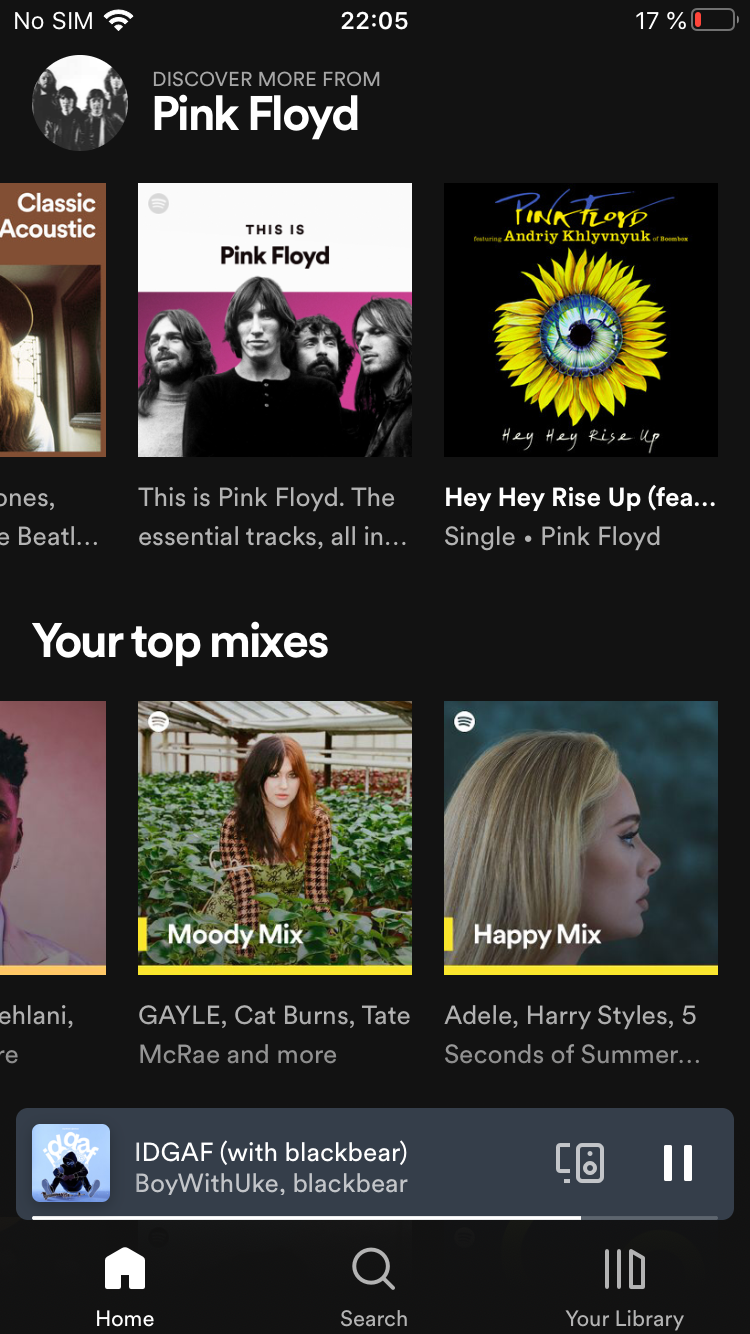 No SIM 22:05 17 %
DISCOVER MORE FROM
Pink Floyd
Classic
Acoustic
THIS IS
Pink Floyd
PINK FLOYD
featuring Andriy Khlyvnyuk of Boombox
Hey Hey Rise Up
ones,
e Beatl...
This is Pink Floyd. The
essential tracks, all in...
Hey Hey Rise Up (fea...
Single • Pink Floyd
Your top mixes
Moody Mix
Happy Mix
ehlani,
re
GAYLE, Cat Burns, Tate
McRae and more
Adele, Harry Styles, 5
Seconds of Summer...
idgaf
IDGAF (with blackbear)
BoyWithUke, blackbear
Home
Search
Your Library